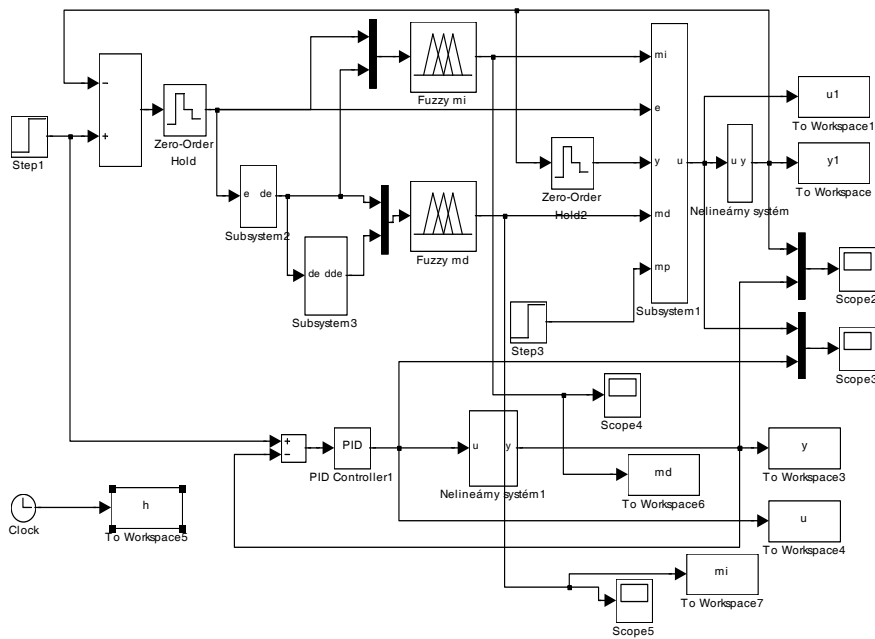 Step1
−
+
Zero-Order
Hold
e de
Subsystem2
de dde
Subsystem3
Fuzzy mi
Fuzzy md
Zero-Order
Hold2
Step3
mi
e
y
md
mp
u
Subsystem1
u y
Nelineárny systém
u1
To Workspace1
y1
To Workspace
Scope2
Scope3
Scope4
+
−
PID
PID Controller1
u y
Nelineárny systém1
md
To Workspace6
y
To Workspace3
u
To Workspace4
Clock
h
To Workspace5
mi
To Workspace7
Scope5